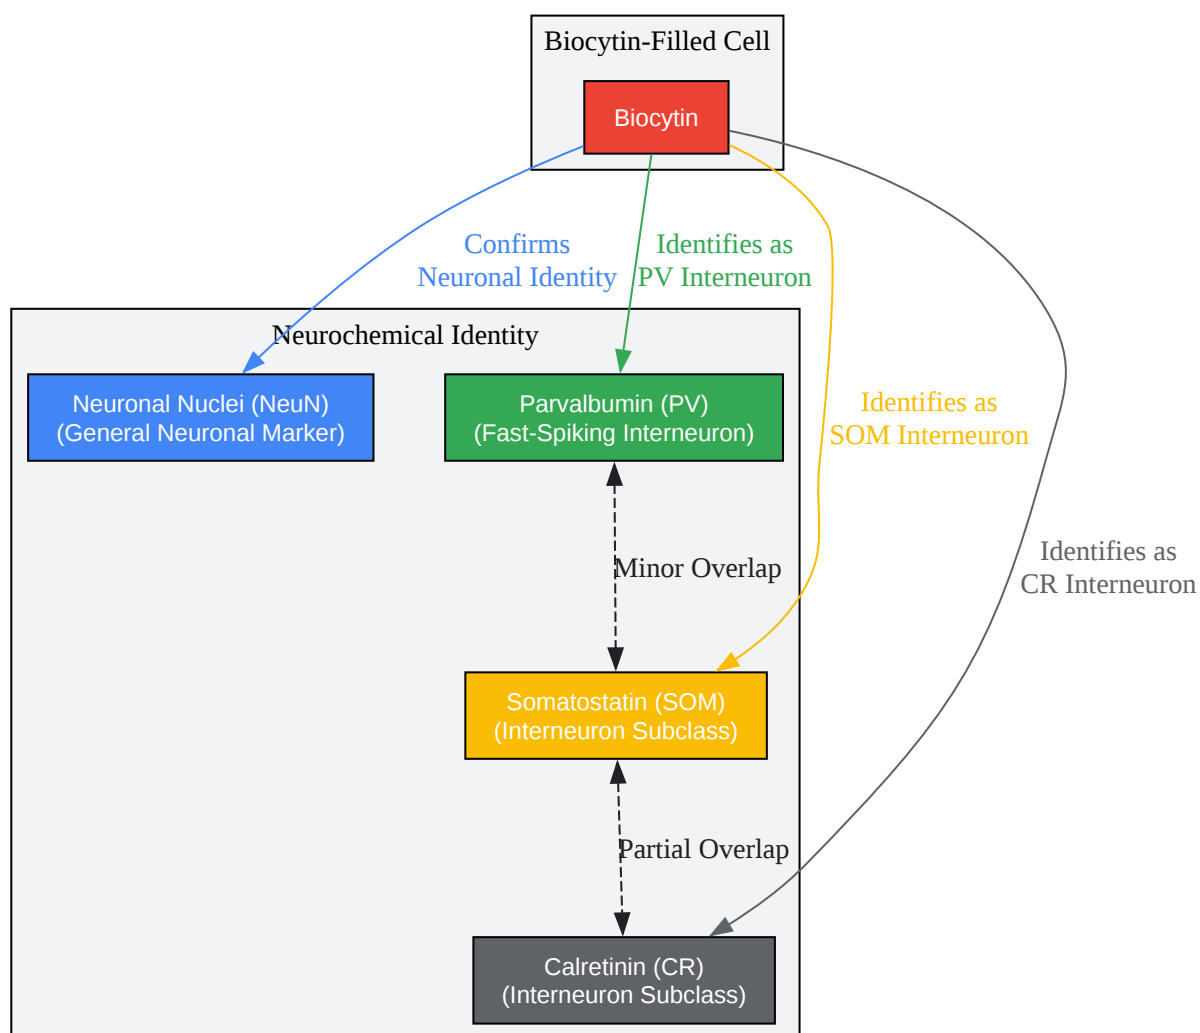 Biocytin-Filled Cell
Biocytin
Confirms
Neuronal Identity
Identifies as
PV Interneuron
Neurochemical Identity
Neuronal Nuclei (NeuN)
(General Neuronal Marker)
Parvalbumin (PV)
(Fast-Spiking Interneuron)
Identifies as
SOM Interneuron
Minor Overlap
Identifies as
CR Interneuron
Somatostatin (SOM)
(Interneuron Subclass)
Partial Overlap
Calretinin (CR)
(Interneuron Subclass)